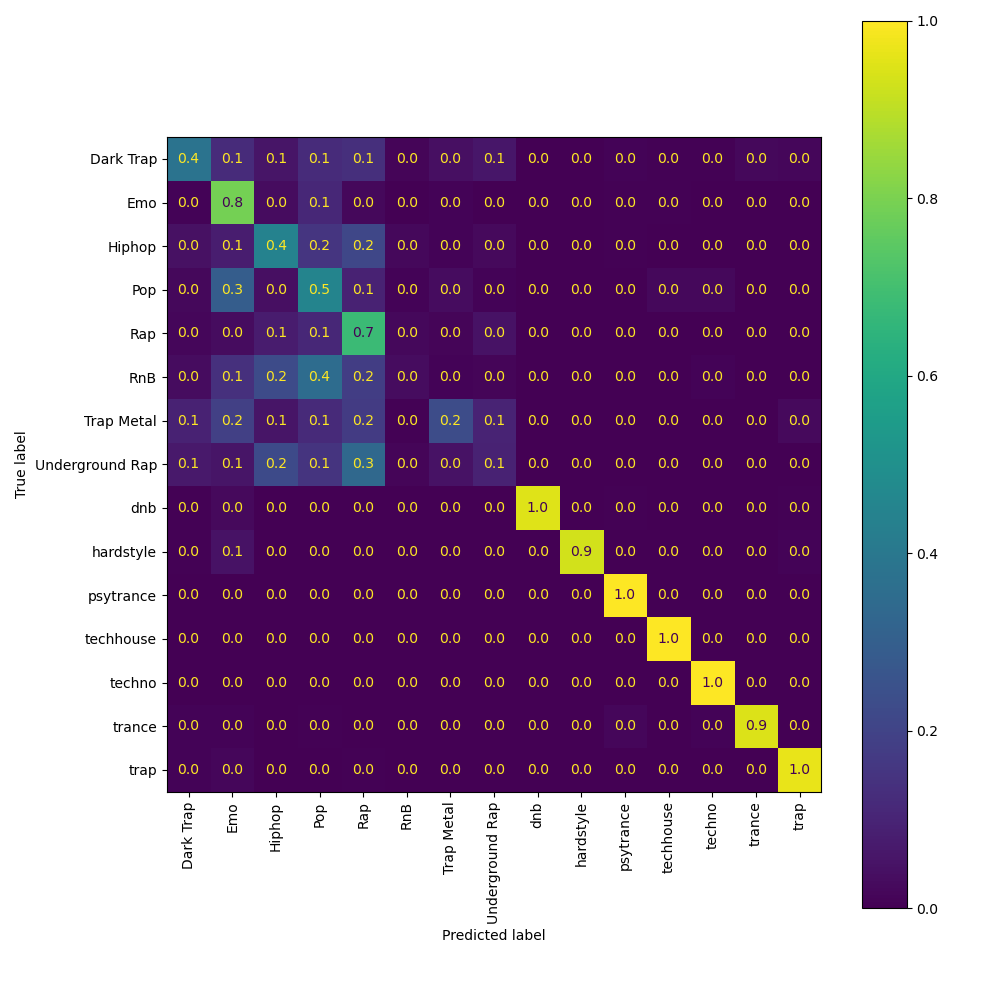 1.0
Dark Trap 0.4 0.1 0.1 0.1 0.1 0.0 0.0 0.1 0.0 0.0 0.0 0.0 0.0 0.0 0.0
0.8
Emo 0.0 0.8 0.0 0.1 0.0 0.0 0.0 0.0 0.0 0.0 0.0 0.0 0.0 0.0 0.0
Hiphop 0.0 0.1 0.4 0.2 0.2 0.0 0.0 0.0 0.0 0.0 0.0 0.0 0.0 0.0 0.0
Pop 0.0 0.3 0.0 0.5 0.1 0.0 0.0 0.0 0.0 0.0 0.0 0.0 0.0 0.0 0.0
Rap 0.0 0.0 0.1 0.1 0.7 0.0 0.0 0.0 0.0 0.0 0.0 0.0 0.0 0.0 0.0
0.6
RnB 0.0 0.1 0.2 0.4 0.2 0.0 0.0 0.0 0.0 0.0 0.0 0.0 0.0 0.0 0.0
Trap Metal 0.1 0.2 0.1 0.1 0.2 0.0 0.2 0.1 0.0 0.0 0.0 0.0 0.0 0.0 0.0
True label
Underground Rap 0.1 0.1 0.2 0.1 0.3 0.0 0.0 0.1 0.0 0.0 0.0 0.0 0.0 0.0 0.0
dnb 0.0 0.0 0.0 0.0 0.0 0.0 0.0 0.0 1.0 0.0 0.0 0.0 0.0 0.0 0.0
0.4
hardstyle 0.0 0.1 0.0 0.0 0.0 0.0 0.0 0.0 0.0 0.9 0.0 0.0 0.0 0.0 0.0
psytrance 0.0 0.0 0.0 0.0 0.0 0.0 0.0 0.0 0.0 0.0 1.0 0.0 0.0 0.0 0.0
techhouse 0.0 0.0 0.0 0.0 0.0 0.0 0.0 0.0 0.0 0.0 0.0 1.0 0.0 0.0 0.0
techno 0.0 0.0 0.0 0.0 0.0 0.0 0.0 0.0 0.0 0.0 0.0 0.0 1.0 0.0 0.0
trance 0.0 0.0 0.0 0.0 0.0 0.0 0.0 0.0 0.0 0.0 0.0 0.0 0.0 0.9 0.0
0.2
trap 0.0 0.0 0.0 0.0 0.0 0.0 0.0 0.0 0.0 0.0 0.0 0.0 0.0 0.0 1.0
Dark Trap
Emo
Hiphop
Pop
Rap
RnB
Trap Metal
Underground Rap
dnb
hardstyle
psytrance
techhouse
techno
trance
trap
0.0
Predicted label